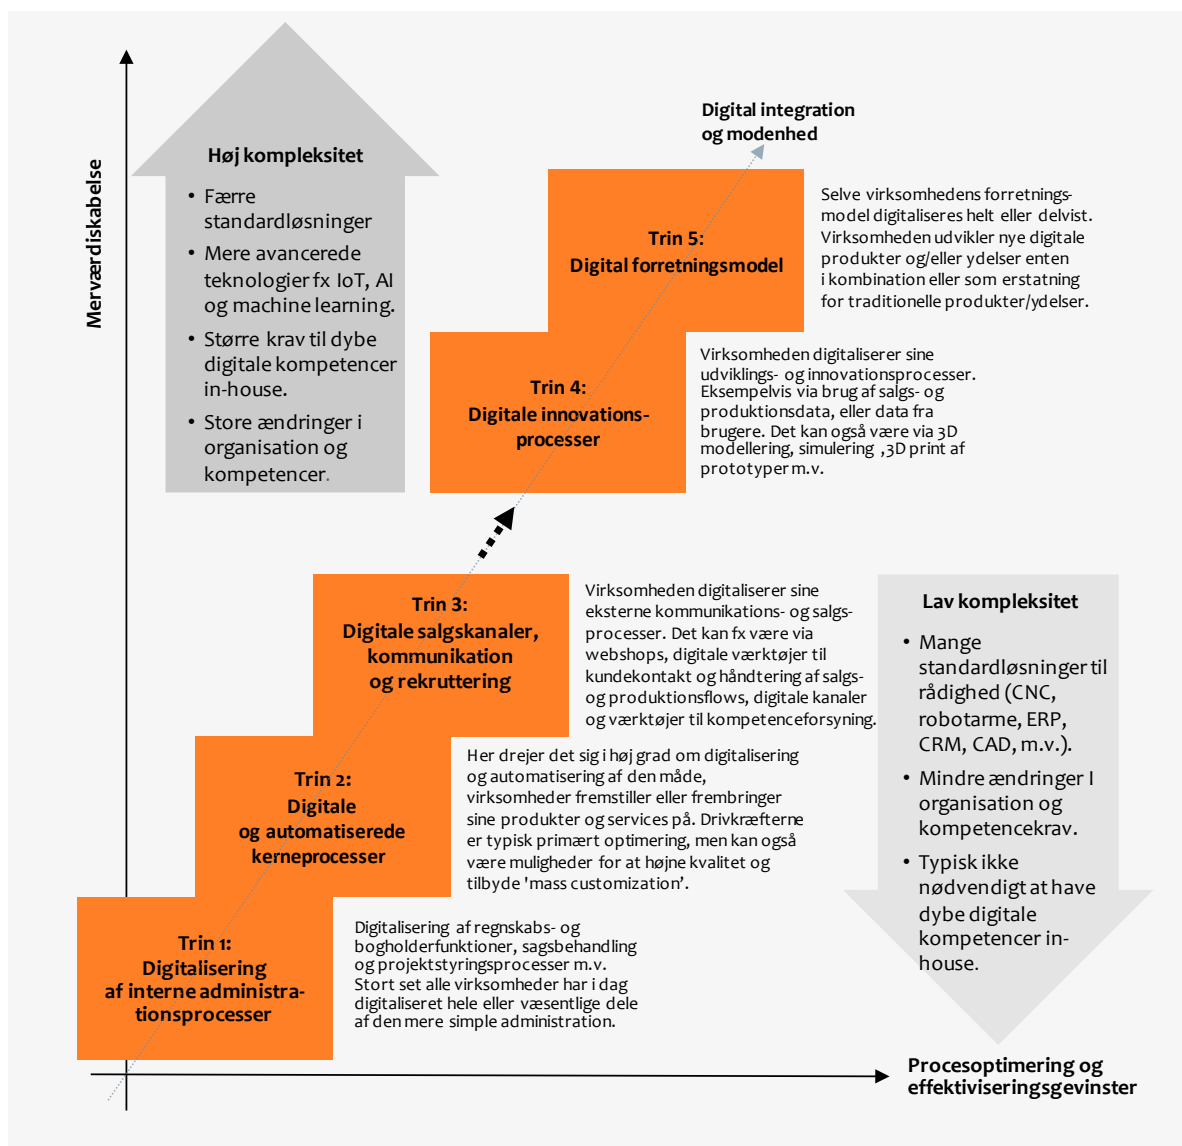 Merværdiskabelse
Høj kompleksitet
• Færre
standardløsninger
• Mere avancerede
teknologier fx IoT, AI
og machine learning.
• Større krav til dybe
digitale kompetencer
in-house.
• Store ændringer i
organisation og
kompetencer.
Digital integration
og modenhed
Trin 5:
Digital forretningsmodel
Selve virksomhedens forretnings-
model digitaliseres helt eller delvist.
Virksomheden udvikler nye digitale
produkter og/eller ydelser enten
i kombination eller som erstatning
for traditionelle produkter/ydelser.
Trin 4:
Digitale innovations-
processer
Virksomheden digitaliserer sine
udviklings- og innovationsprocesser.
Eksempelvis via brug af salgs- og
produktionsdata, eller data fra
brugere. Det kan også være via 3D
modellering, simulering ,3D print af
prototyper m.v.
Trin 3:
Digitale salgskanaler,
kommunikation
og rekruttering
Virksomheden digitaliserer sine
eksterne kommunikations- og salgs-
processer. Det kan fx være via
webshops, digitale værktøjer til
kundekontakt og håndtering af salgs-
og produktionsflows, digitale kanaler
og værktøjer til kompetenceforsyning.
Trin 2:
Digitale
og automatiserede
kerneprocesser
Her drejer det sig i høj grad om digitalisering
og automatisering af den måde,
virksomheder fremstiller eller frembringer
sine produkter og services på. Drivkræfterne
er typisk primært optimering, men kan også
være muligheder for at højne kvalitet og
tilbyde 'mass customization’.
Trin 1:
Digitalisering
af interne administra-
tionsprocesser
Digitalisering af regnskabs- og
bogholderfunktioner, sagsbehandling
og projektstyringsprocesser m.v.
Stort set alle virksomheder har i dag
digitaliseret hele eller væsentlige dele
af den mere simple administration.
Lav kompleksitet
• Mange
standardløsninger til
rådighed (CNC,
robotarme, ERP,
CRM, CAD, m.v.).
• Mindre ændringer I
organisation og
kompetencekrav.
• Typisk ikke
nødvendigt at have
dybe digitale
kompetencer in-
house.
Procesoptimering og
effektiviseringsgevinster